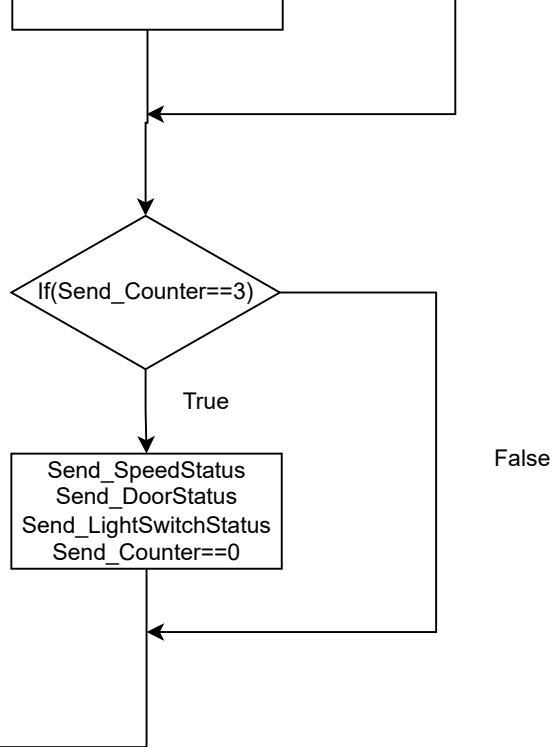 If(Send_Counter==3)
True
False
Send_SpeedStatus
Send_DoorStatus
Send_LightSwitchStatus
Send_Counter==0